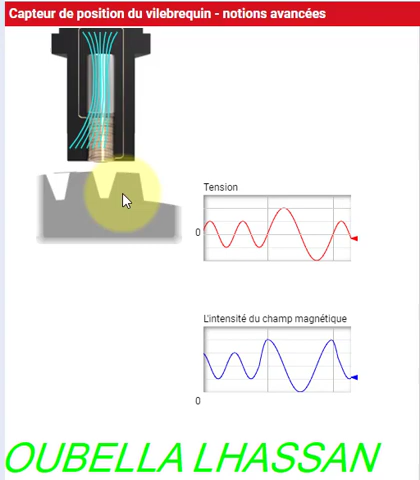 Capteur de position du vilebrequin - notions avancées
Tension
0
L'intensité du champ magnétique
0
OUBELLA LHASSAN